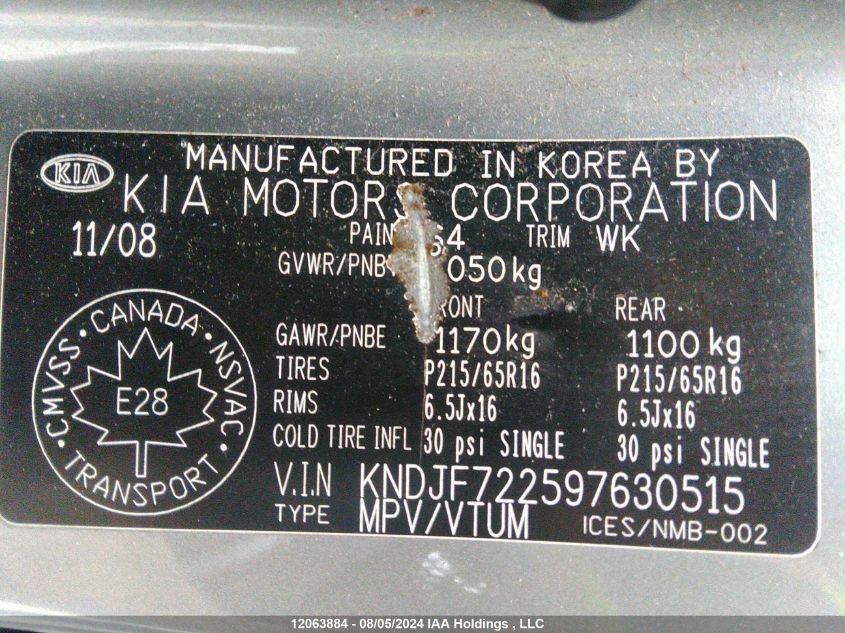 MANUFACTURED IN KOREA BY
KIA
KIA MOTORS CORPORATION
11/08
TRIM WK
GVWR/PNB 050kg
REAR
GAWR/PNBE 1170kg 1100kg
TIRES P215/65R16 P215/65R16
RIMS 6.5Jx16 6.5Jx16
COLD TIRE INFL 30 psi SINGLE 30 psi SINGLE
V.I.N KNDJF722597630515
TYPE MPV/VTUM ICES/NMB-002
CANADA · NSVAC · TRANSPORT · CMVSS
E28
12063884 - 08/05/2024 IAA Holdings , LLC